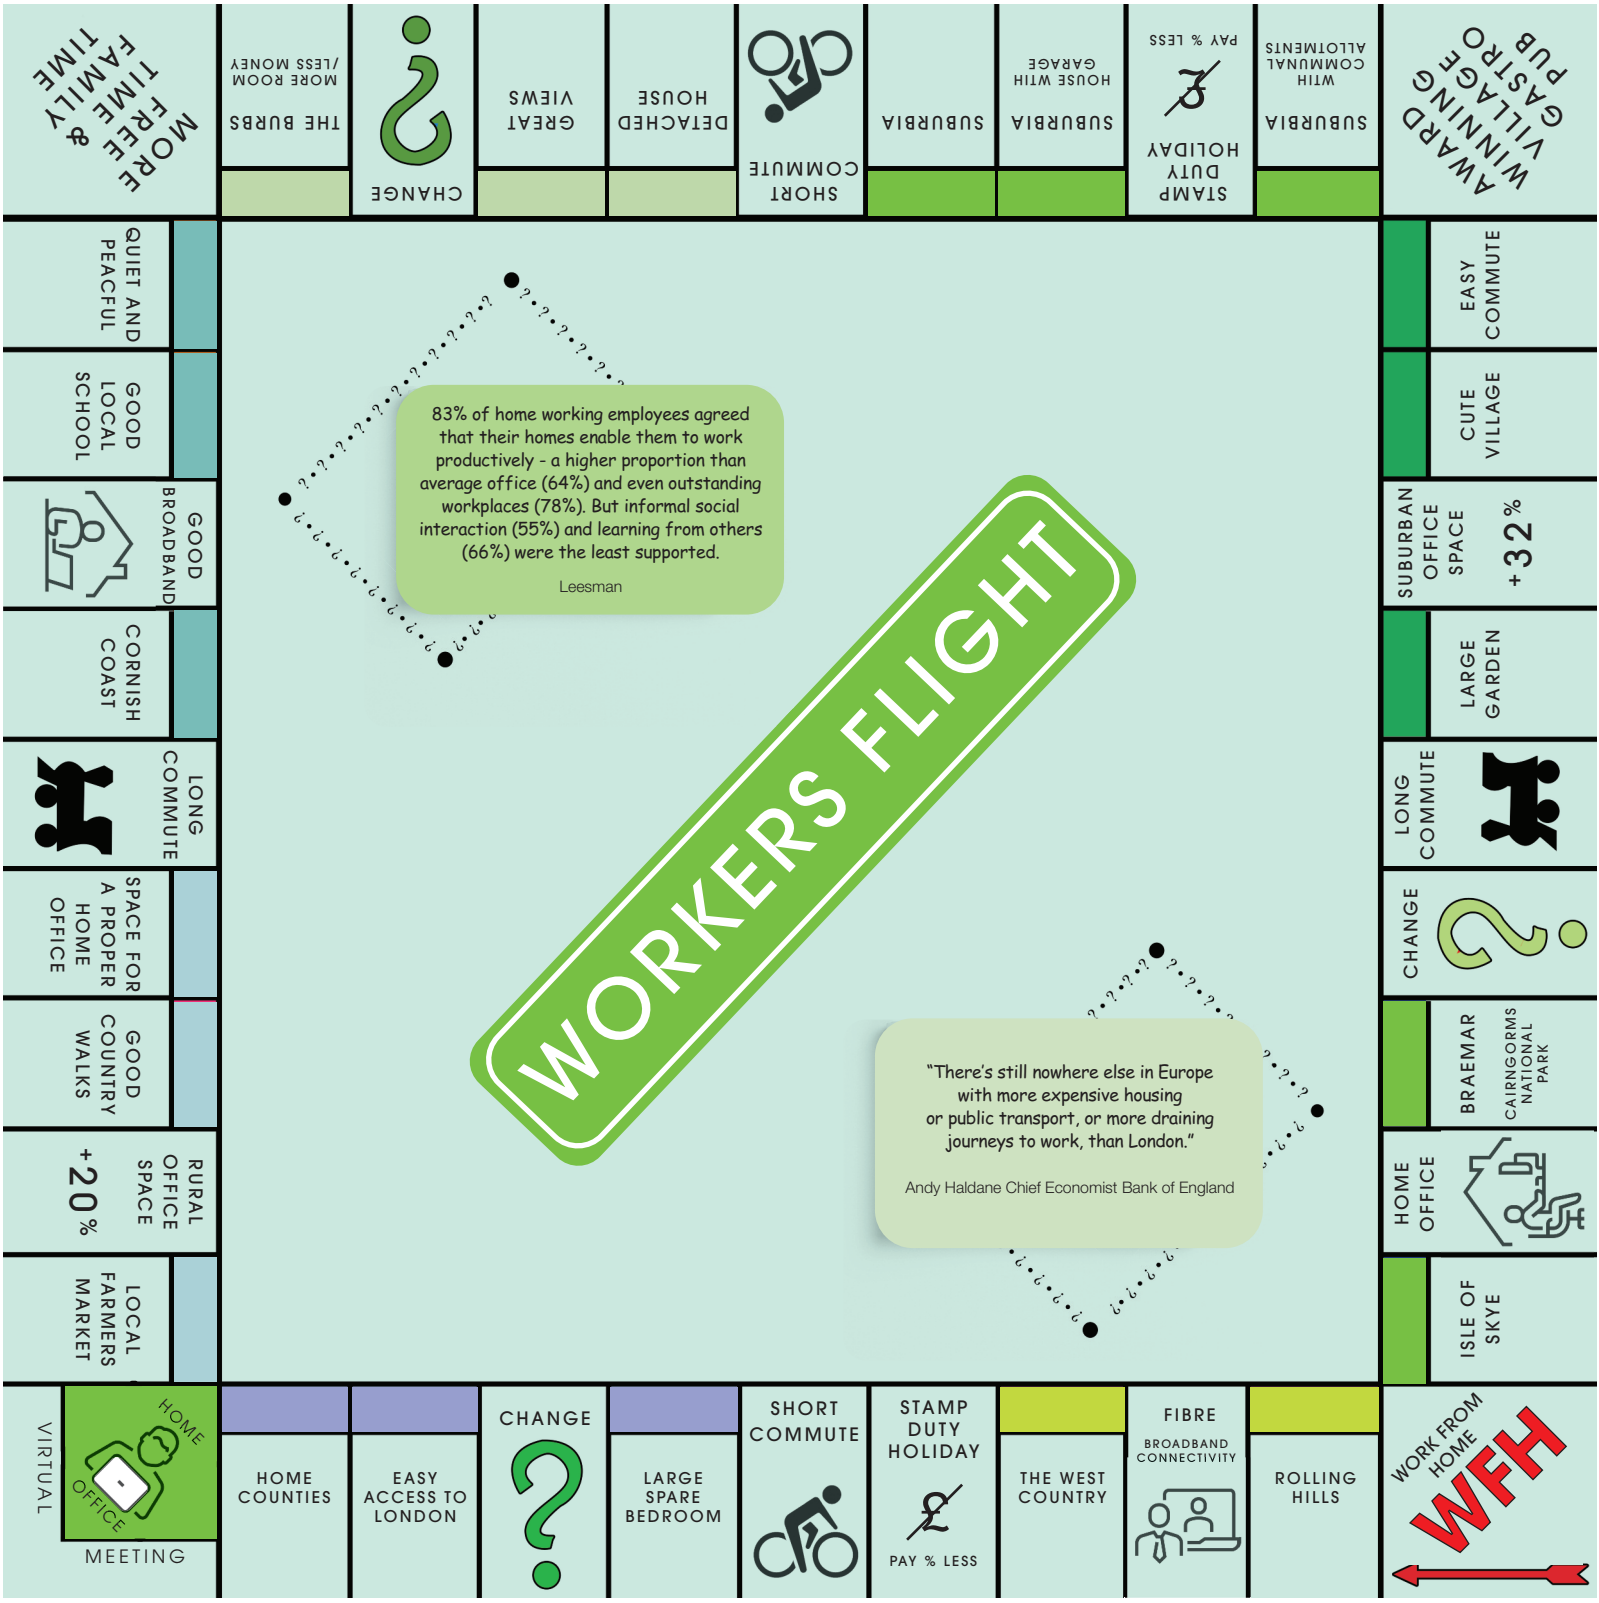 MORE
FREE
TIME &
FAMILY
TIME
THE BURBS
MORE ROOM
/LESS MONEY
CHANGE
?
GREAT
VIEWS
DETACHED
HOUSE
SHORT
COMMUTE
SUBURBIA
SUBURBIA
HOUSE WTIH
GARAGE
STAMP
DUTY
HOLIDAY
£
PAY % LESS
SUBURBIA
WTIH
COMMUNAL
ALLOTMENTS
AWARD
WINNING
VILLAGE
GASTRO
PUB
EASY
COMMUTE
CUTE
VILLAGE
SUBURBAN
OFFICE
SPACE
+32%
LARGE
GARDEN
LONG
COMMUTE
CHANGE
?
BRAEMAR
CAIRNGORMS
NATIONAL
PARK
HOME
OFFICE
ISLE OF
SKYE
WORK FROM
HOME
WFH
ROLLING
HILLS
FIBRE
BROADBAND
CONNECTIVITY
THE WEST
COUNTRY
STAMP
DUTY
HOLIDAY
£
PAY % LESS
SHORT
COMMUTE
LARGE
SPARE
BEDROOM
CHANGE
?
EASY
ACCESS TO
LONDON
HOME
COUNTIES
HOME
OFFICE
VIRTUAL
MEETING
LOCAL
FARMERS
MARKET
RURAL
OFFICE
SPACE
+20%
GOOD
COUNTRY
WALKS
SPACE FOR
A PROPER
HOME
OFFICE
LONG
COMMUTE
CORNISH
COAST
GOOD
BROADBAND
GOOD
LOCAL
SCHOOL
QUIET AND
PEACFUL
83% of home working employees agreed
that their homes enable them to work
productively - a higher proportion than
average office (64%) and even outstanding
workplaces (78%). But informal social
interaction (55%) and learning from others
(66%) were the least supported.
Leesman
WORKERS FLIGHT
“There’s still nowhere else in Europe
with more expensive housing
or public transport, or more draining
journeys to work, than London.”
Andy Haldane Chief Economist Bank of England